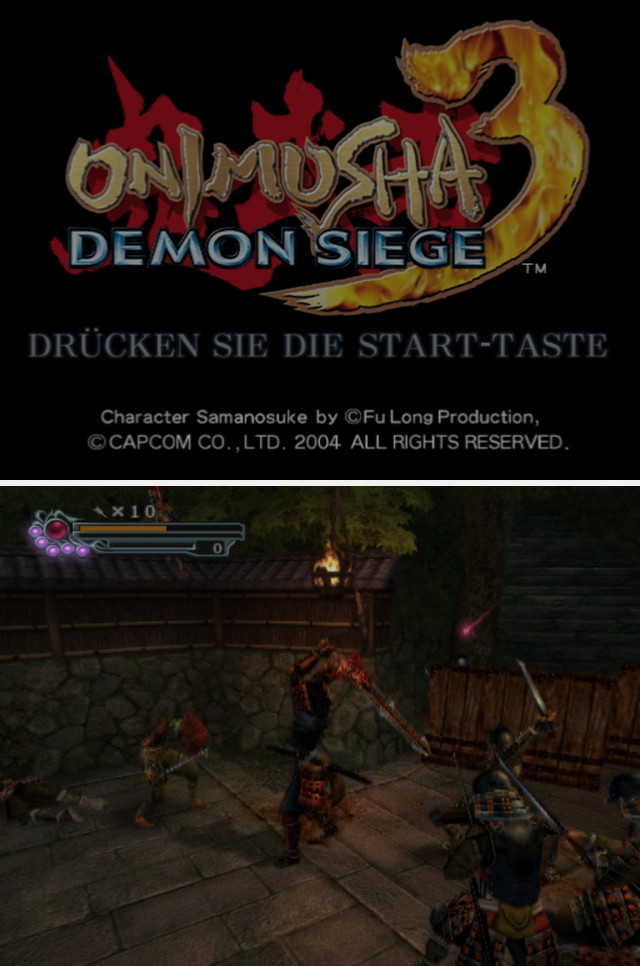 ONIMUSHA 3
DEMON SIEGE
TM
DRÜCKEN SIE DIE START-TASTE
Character Samanosuke by ©Fu Long Production,
©CAPCOM CO., LTD. 2004 ALL RIGHTS RESERVED.
×10
0